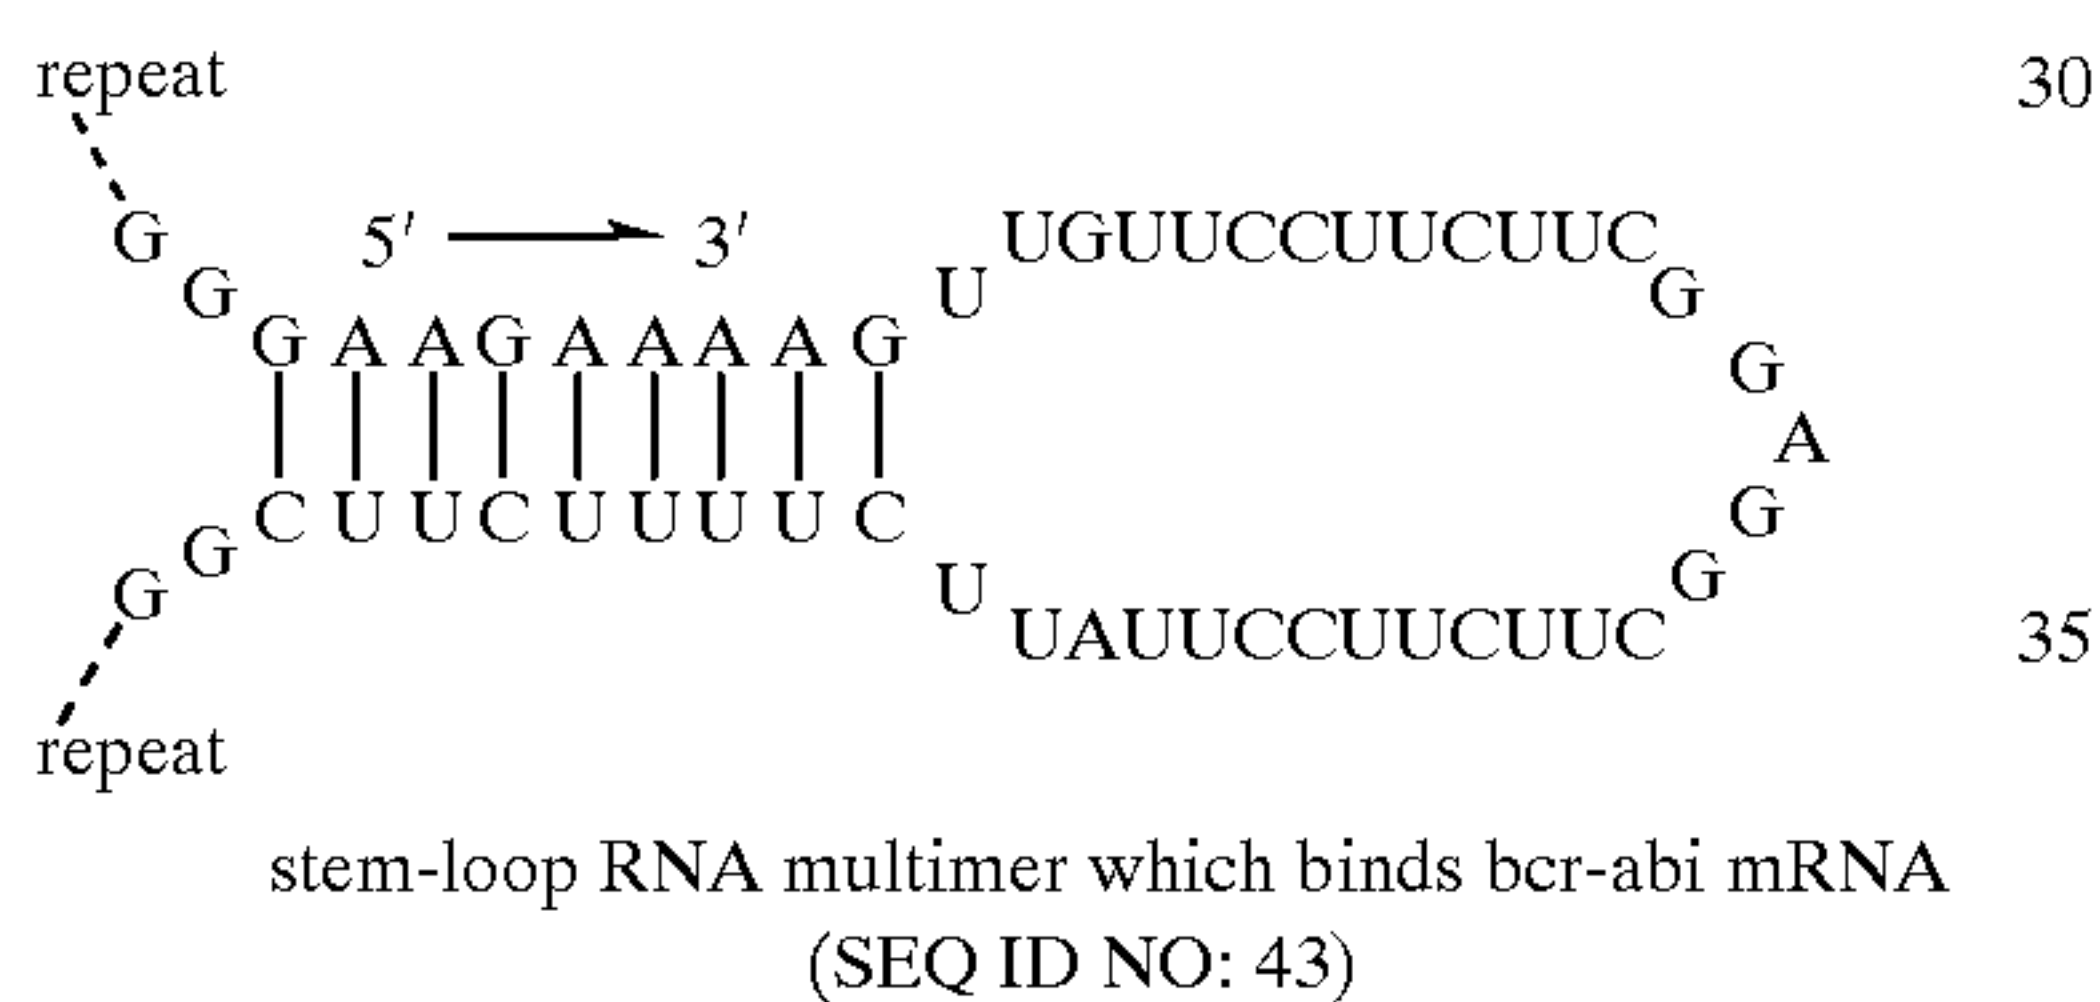 repeat 30
G 5′ 3′ UGUUCCUUCUUC
G U G
G A A G A A A A G G
A
C U U C U U U U C G
G G
G U
UAUUCCUUCUUC 35
repeat
stem-loop RNA multimer which binds bcr-abi mRNA
(SEQ ID NO: 43)